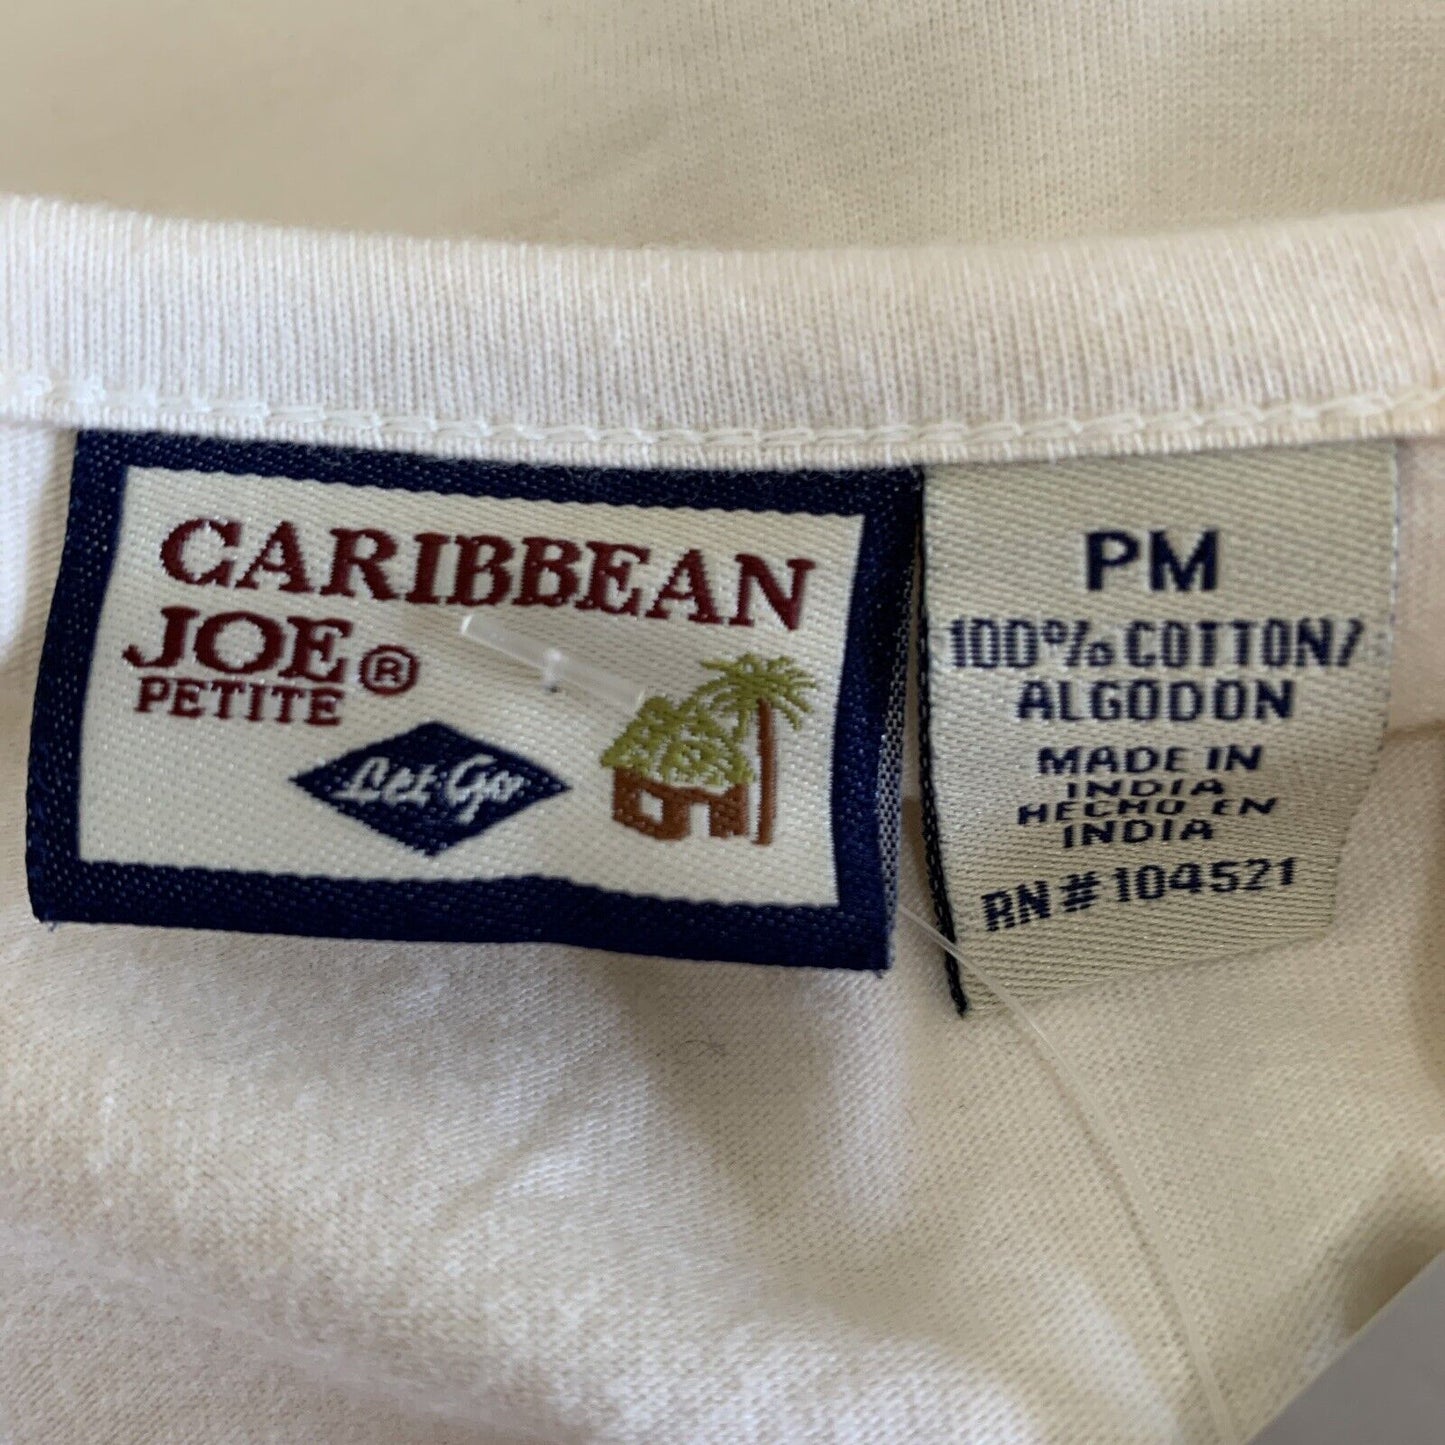 CARIBBEAN
JOE®
PETITE
Let Go
PM
100% COTTON/
ALGODON
MADE IN
INDIA
HECHO EN
INDIA
RN#104521